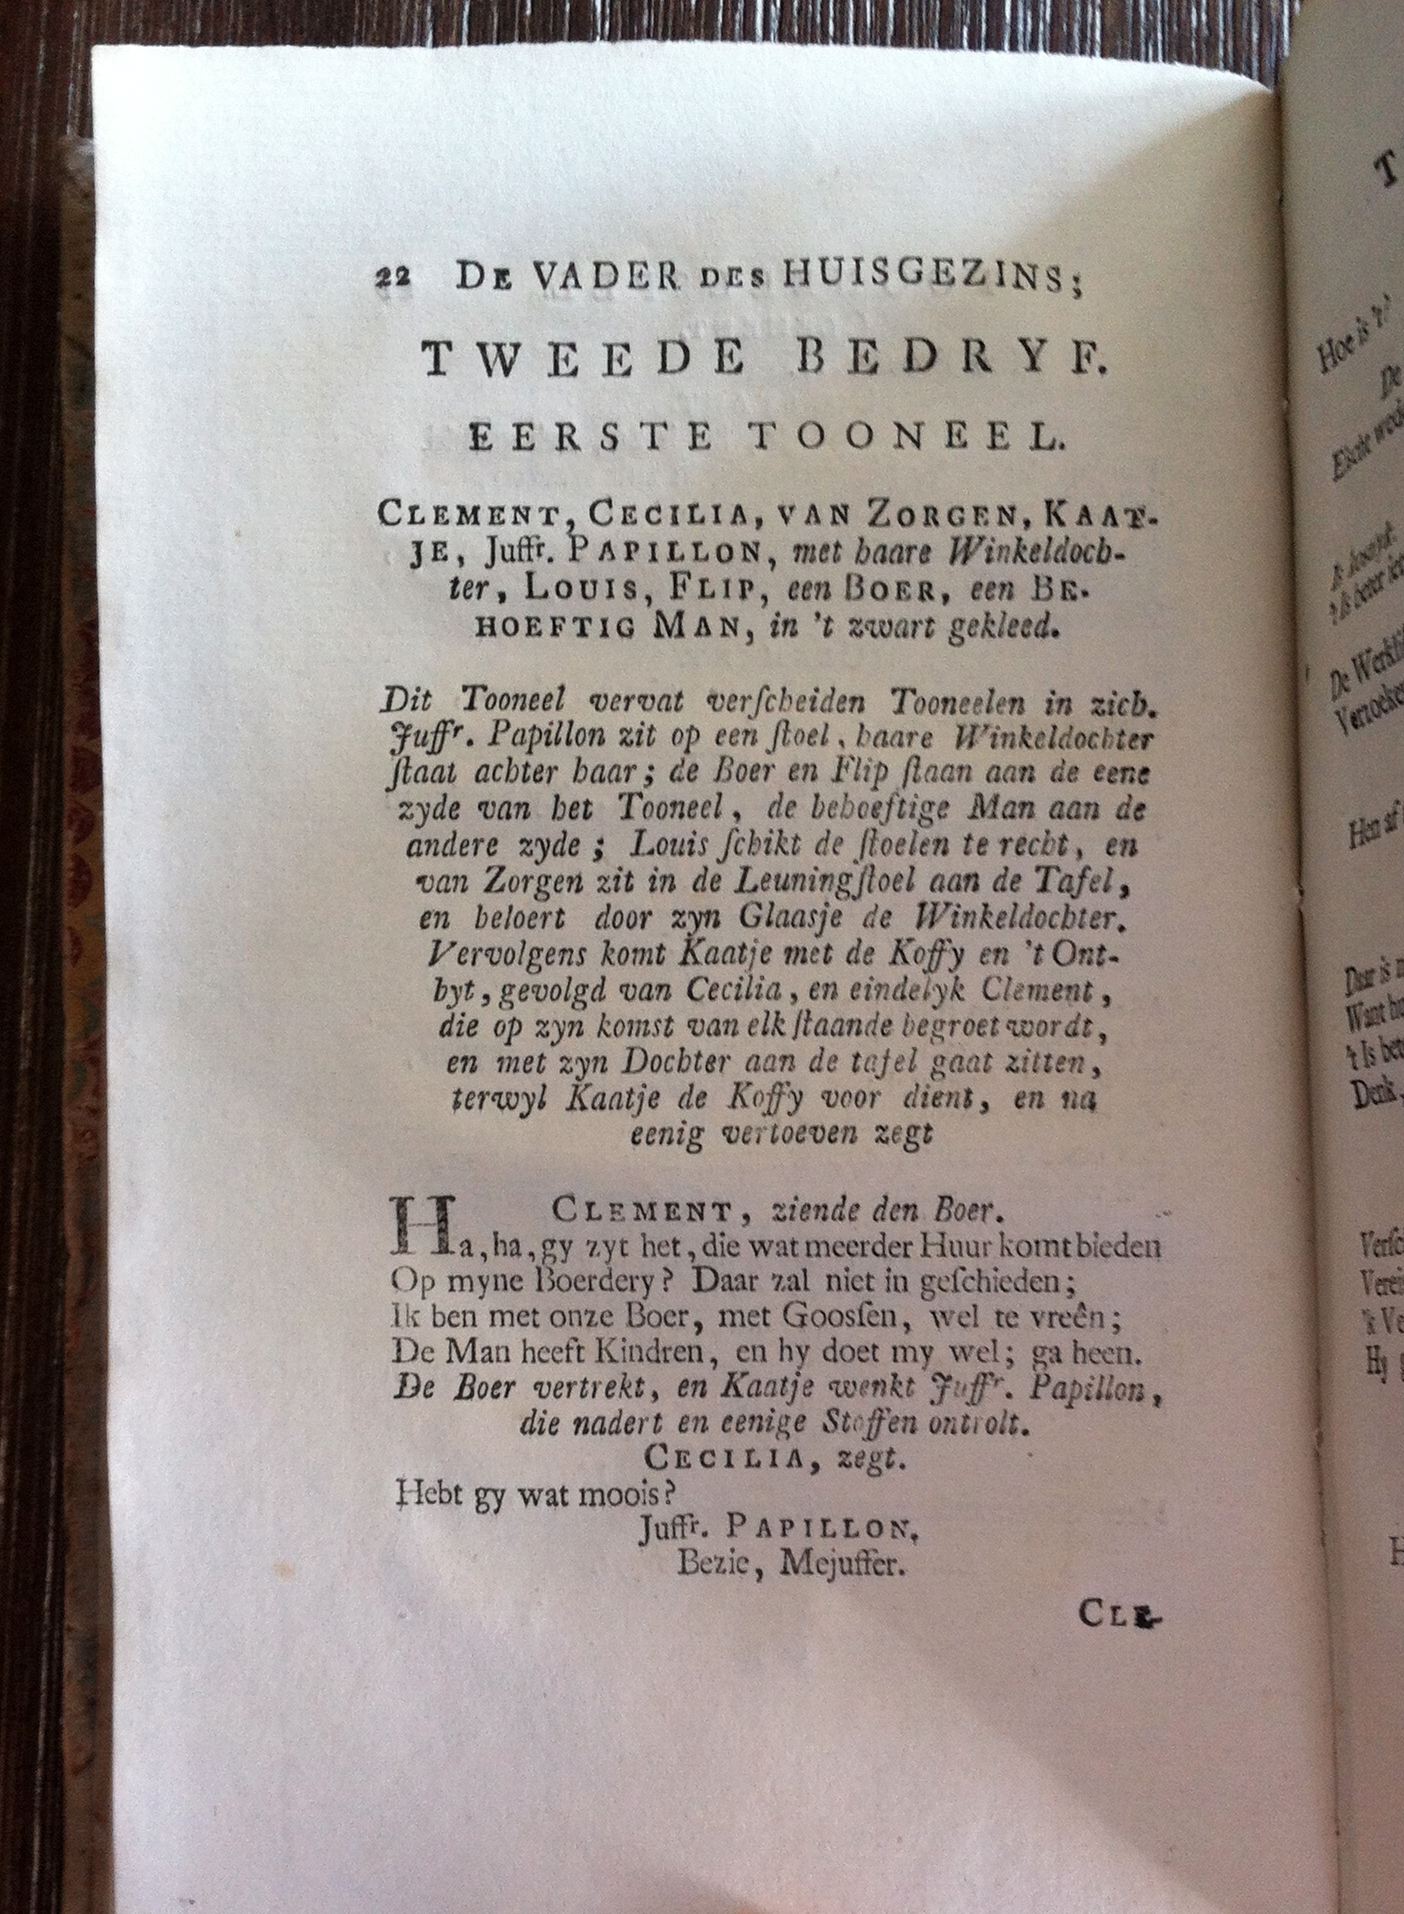 22 DE VADER DES HUISGEZINS;
TWEEDE BEDRYF.
EERSTE TOONEEL.
CLEMENT, CECILIA, VAN ZORGEN, KAAT-
JE, Juffr. PAPILLON, met haare Winkeldoch-
ter, LOUIS, FLIP, een BOER, een BE-
HOEFTIG MAN, in 't zwart gekleed.
Dit Tooneel vervat verſcheiden Tooneelen in zich.
Juffr. Papillon zit op een ſtoel, haare Winkeldochter
ſtaat achter haar; de Boer en Flip ſtaan aan de eene
zyde van het Tooneel, de behoeftige Man aan de
andere zyde; Louis ſchikt de ſtoelen te recht, en
van Zorgen zit in de Leuningſtoel aan de Tafel,
en beloert door zyn Glaasje de Winkeldochter.
Vervolgens komt Kaatje met de Koffy en 't Ont-
byt, gevolgd van Cecilia, en eindelyk Clement,
die op zyn komst van elk ſtaande begroet wordt,
en met zyn Dochter aan de tafel gaat zitten,
terwyl Kaatje de Koffy voor dient, en na
eenig vertoeven zegt
CLEMENT, ziende den Boer.
Ha, ha, gy zyt het, die wat meerder Huur komt bieden
Op myne Boerdery? Daar zal niet in geſchieden;
Ik ben met onze Boer, met Goosſen, wel te vreên;
De Man heeft Kindren, en hy doet my wel; ga heen.
De Boer vertrekt, en Kaatje wenkt Juffr. Papillon,
die nadert en eenige Stoffen ontrolt.
CECILIA, zegt.
Hebt gy wat moois?
Juffr. PAPILLON.
Bezie, Mejuffer.
CLE-
T
Hoe is 't
De
De
Daar is
't Is
Denk,
Hy
H